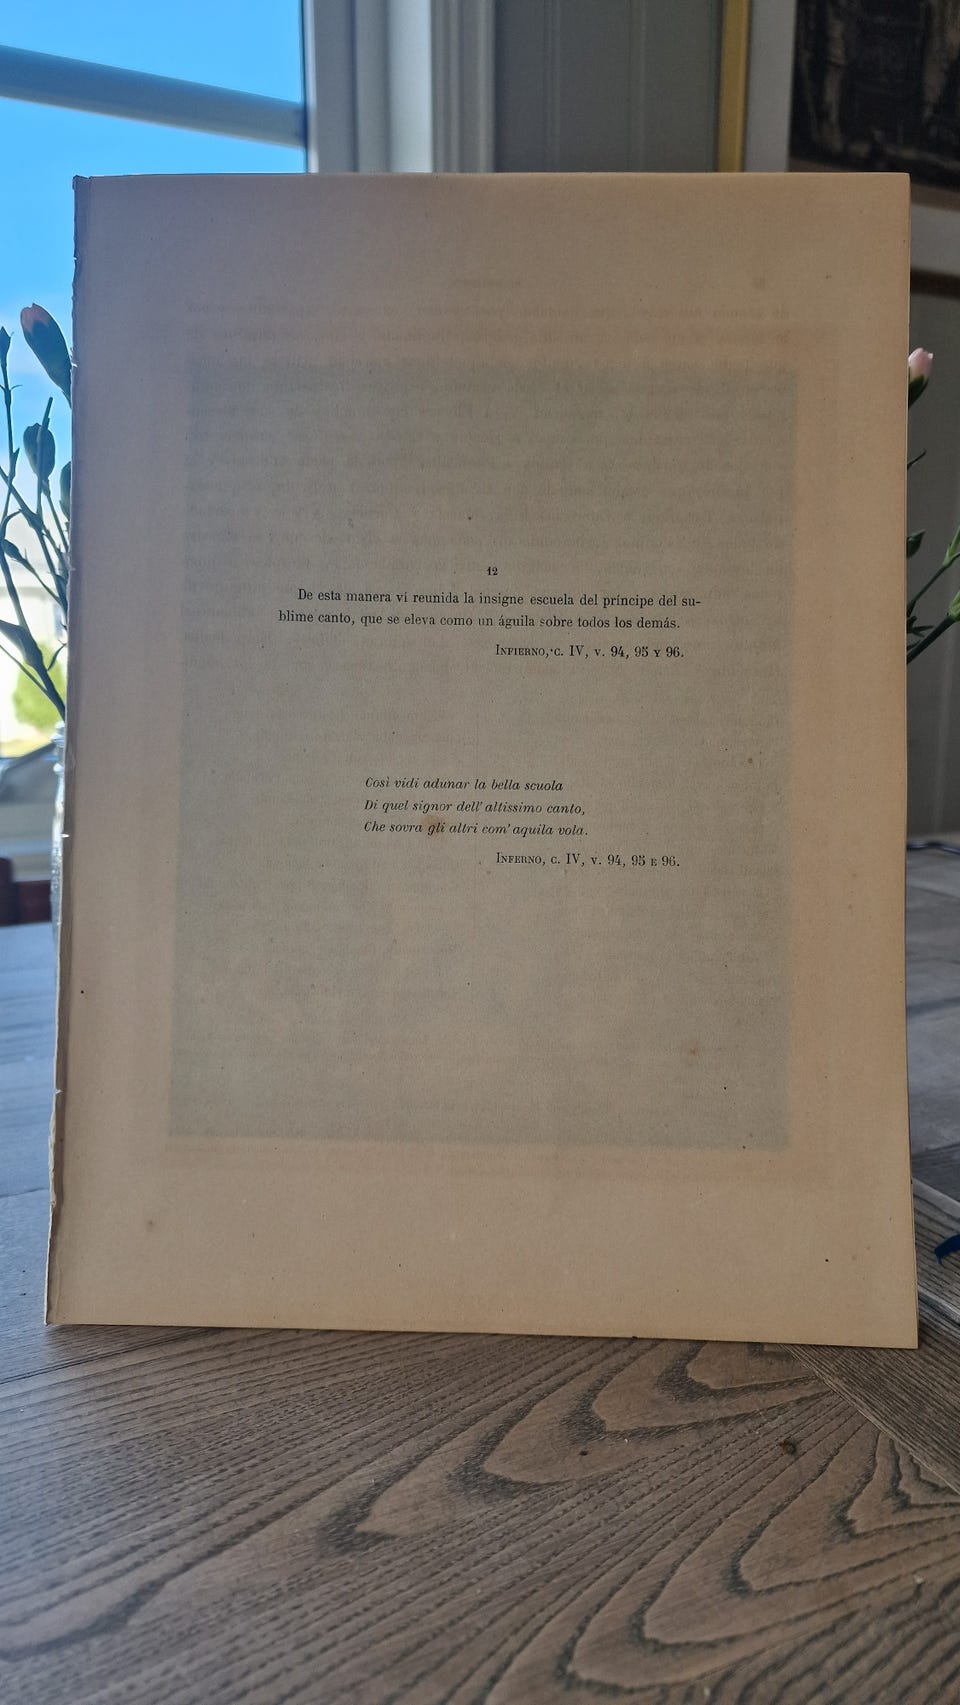 12
De esta manera ví reunida la insigne escuela del príncipe del su-
blime canto, que se eleva como un águila sobre todos los demás.
INFIERNO, c. IV, v. 94, 95 Y 96.
Così vidi adunar la bella scuola
Di quel signor dell' altissimo canto,
Che sovra gli altri com' aquila vola.
INFERNO, c. IV, v. 94, 95 E 96.